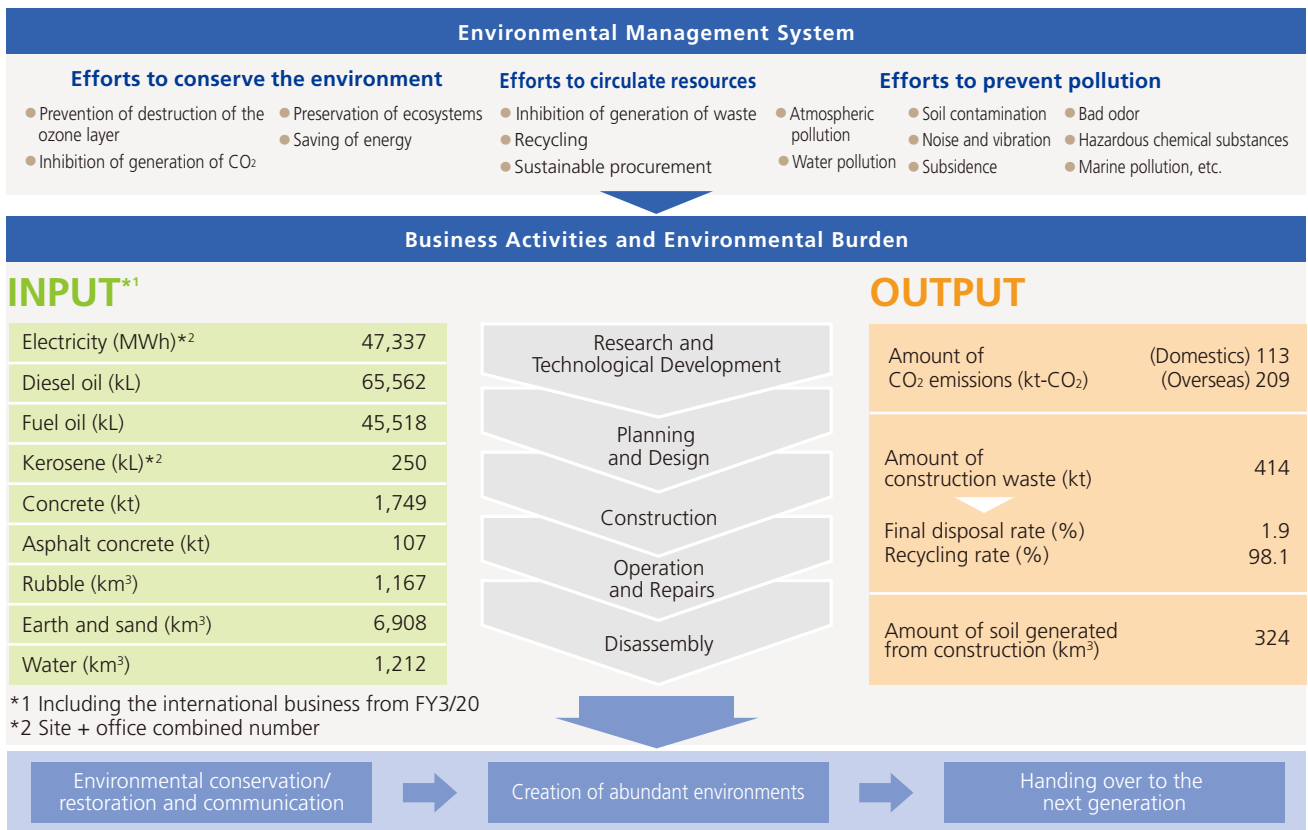 Environmental Management System
Efforts to conserve the environment
Prevention of destruction of the
ozone layer
Inhibition of generation of CO2
Preservation of ecosystems
Saving of energy
Efforts to circulate resources
Inhibition of generation of waste
Recycling
Sustainable procurement
Efforts to prevent pollution
Atmospheric
pollution
Water pollution
Soil contamination
Noise and vibration
Subsidence
Bad odor
Hazardous chemical substances
Marine pollution, etc.
Business Activities and Environmental Burden
INPUT*1
Electricity (MWh)*2 47,337
Diesel oil (kL) 65,562
Fuel oil (kL) 45,518
Kerosene (kL)*2 250
Concrete (kt) 1,749
Asphalt concrete (kt) 107
Rubble (km3) 1,167
Earth and sand (km3) 6,908
Water (km3) 1,212
*1 Including the international business from FY3/20
*2 Site + office combined number
Research and
Technological Development
Planning
and Design
Construction
Operation
and Repairs
Disassembly
OUTPUT
Amount of (Domestics) 113
CO2 emissions (kt-CO2) (Overseas) 209
Amount of
construction waste (kt) 414
Final disposal rate (%) 1.9
Recycling rate (%) 98.1
Amount of soil generated
from construction (km3) 324
Environmental conservation/
restoration and communication
Creation of abundant environments
Handing over to the
next generation